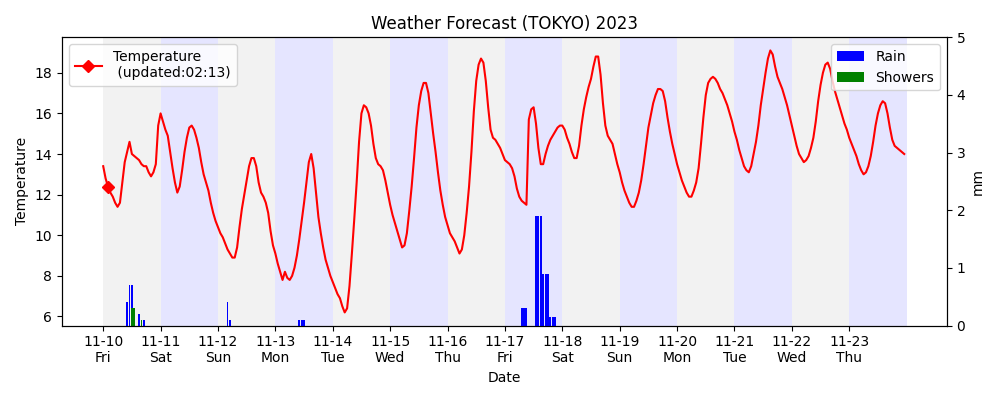 Weather Forecast (TOKYO) 2023
Temperature
(updated:02:13)
Rain
Showers
Temperature
18
16
14
12
10
8
6
5
4
3
2
1
0
mm
11-10 11-11 11-12 11-13 11-14 11-15 11-16 11-17 11-18 11-19 11-20 11-21 11-22 11-23
Fri Sat Sun Mon Tue Wed Thu Fri Sat Sun Mon Tue Wed Thu
Date